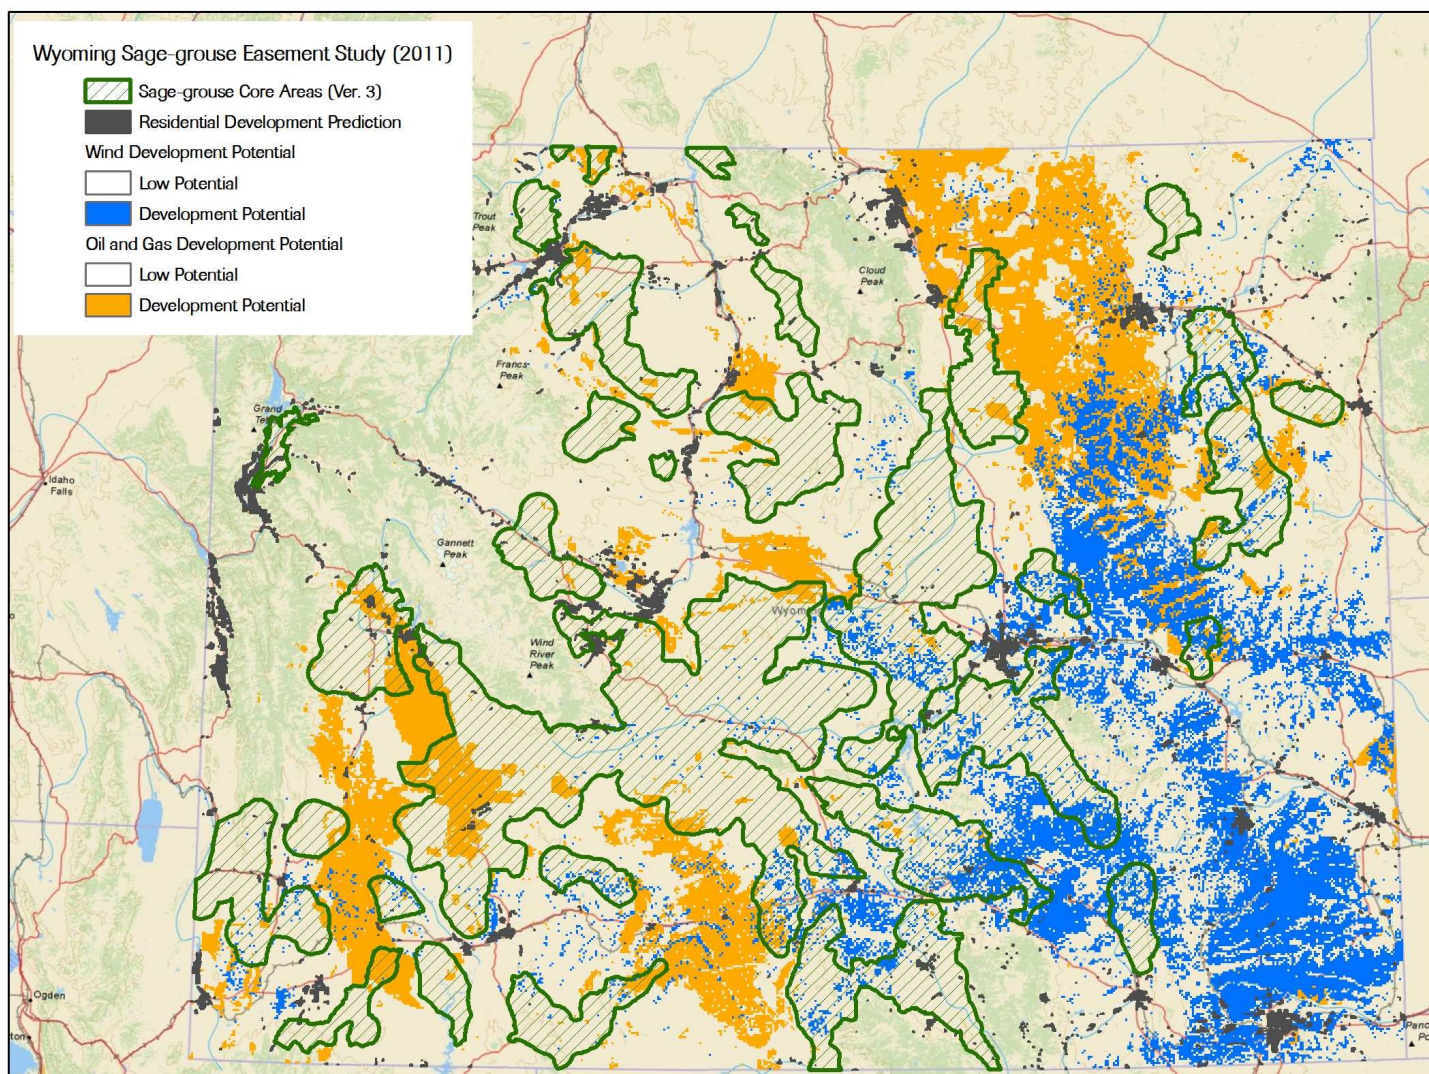 Wyoming Sage-grouse Easement Study (2011)
Sage-grouse Core Areas (Ver. 3)
Residential Development Prediction
Wind Development Potential
Low Potential
Development Potential
Oil and Gas Development Potential
Low Potential
Development Potential
Trout
Peak
Cloud
Peak
Francs
Peak
Grand
Idaho
Falls
Gannett
Peak
Wyoming
Wind
River
Peak
Ogden